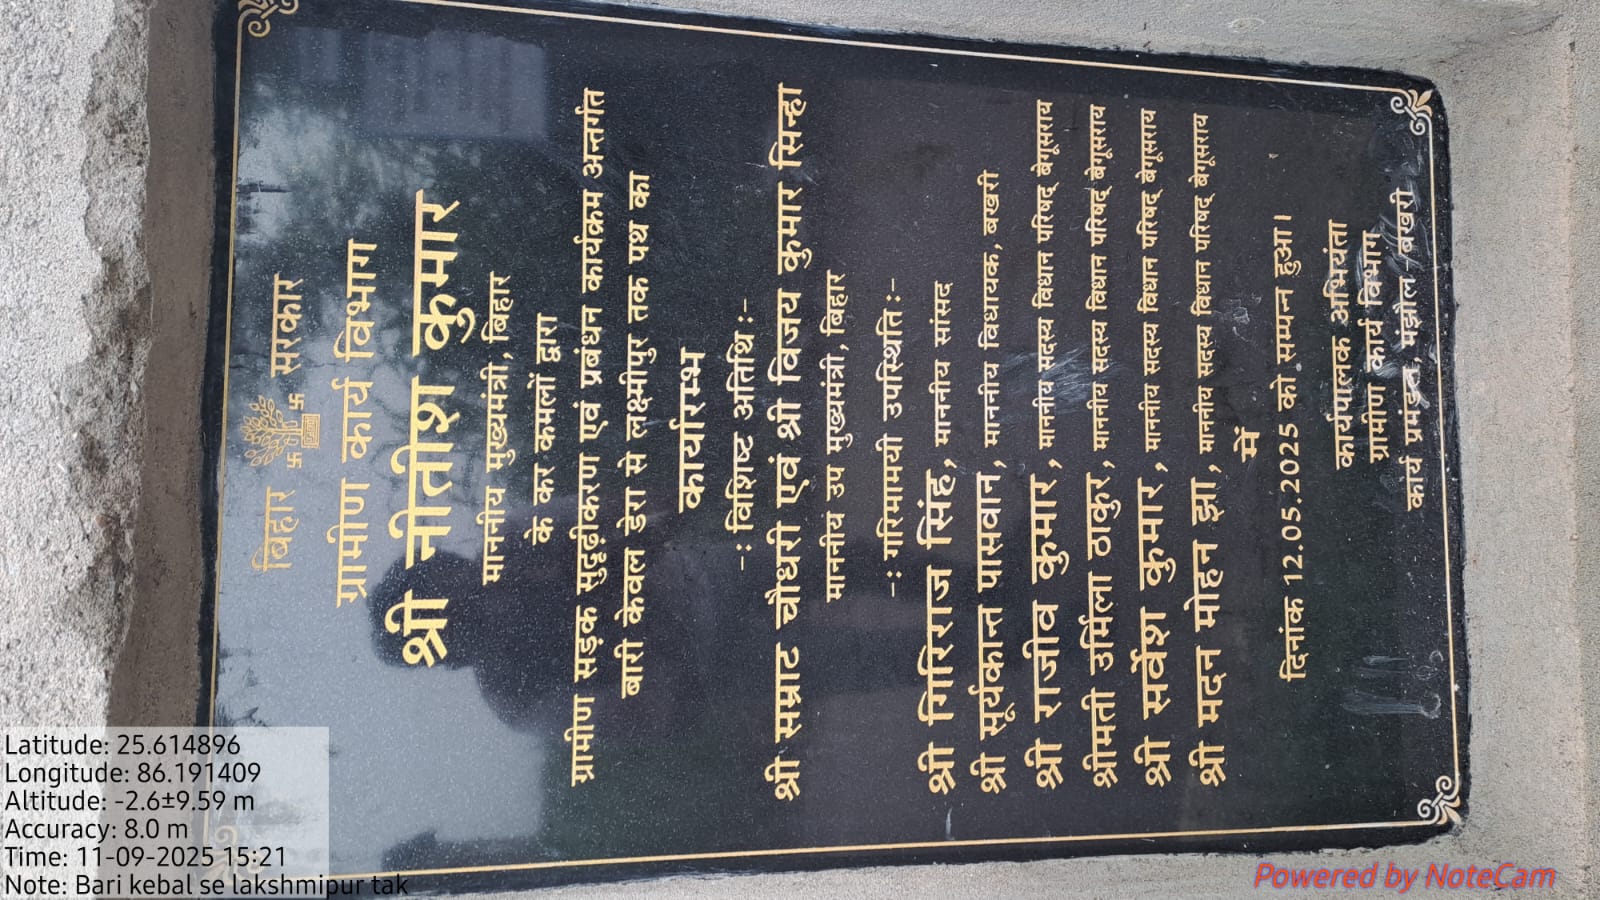 बिहार सरकार
ग्रामीण कार्य विभाग
श्री नीतीश कुमार
माननीय मुख्यमंत्री, बिहार
के कर कमलों द्वारा
ग्रामीण सड़क सुदृढ़ीकरण एवं प्रबंधन कार्यक्रम अन्तर्गत
बारी केवल डेरा से लक्ष्मीपुर तक पथ का
कार्यारम्भ
-: विशिष्ट अतिथि :-
श्री सम्राट चौधरी एवं श्री विजय कुमार सिन्हा
माननीय उप मुख्यमंत्री, बिहार
-: गरिमामयी उपस्थिति :-
श्री गिरिराज सिंह, माननीय सांसद
श्री सूर्यकान्त पासवान, माननीय विधायक, बखरी
श्री राजीव कुमार, माननीय सदस्य विधान परिषद् बेगूसराय
श्रीमती उर्मिला ठाकुर, माननीय सदस्य विधान परिषद् बेगूसराय
श्री सर्वेश कुमार, माननीय सदस्य विधान परिषद् बेगूसराय
श्री मदन मोहन झा, माननीय सदस्य विधान परिषद् बेगूसराय
में
दिनांक 12.05.2025 को सम्पन्न हुआ।
कार्यपालक अभियंता
ग्रामीण कार्य विभाग
कार्य प्रमंडल, मंझौल-बखरी
Latitude: 25.614896
Longitude: 86.191409
Altitude: -2.6±9.59 m
Accuracy: 8.0 m
Time: 11-09-2025 15:21
Note: Bari kebal se lakshmipur tak
Powered by NoteCam